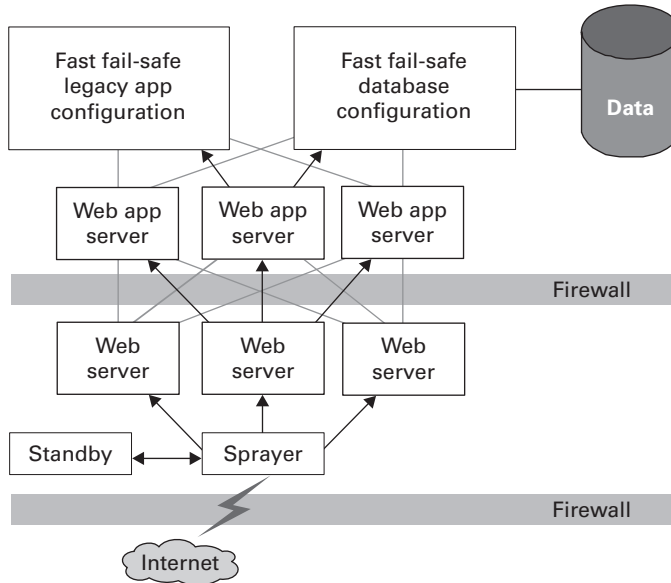 Fast fail-safe
legacy app
configuration
Fast fail-safe
database
configuration
Data
Web app
server
Web app
server
Web app
server
Firewall
Web
server
Web
server
Web
server
Standby
Sprayer
Firewall
Internet